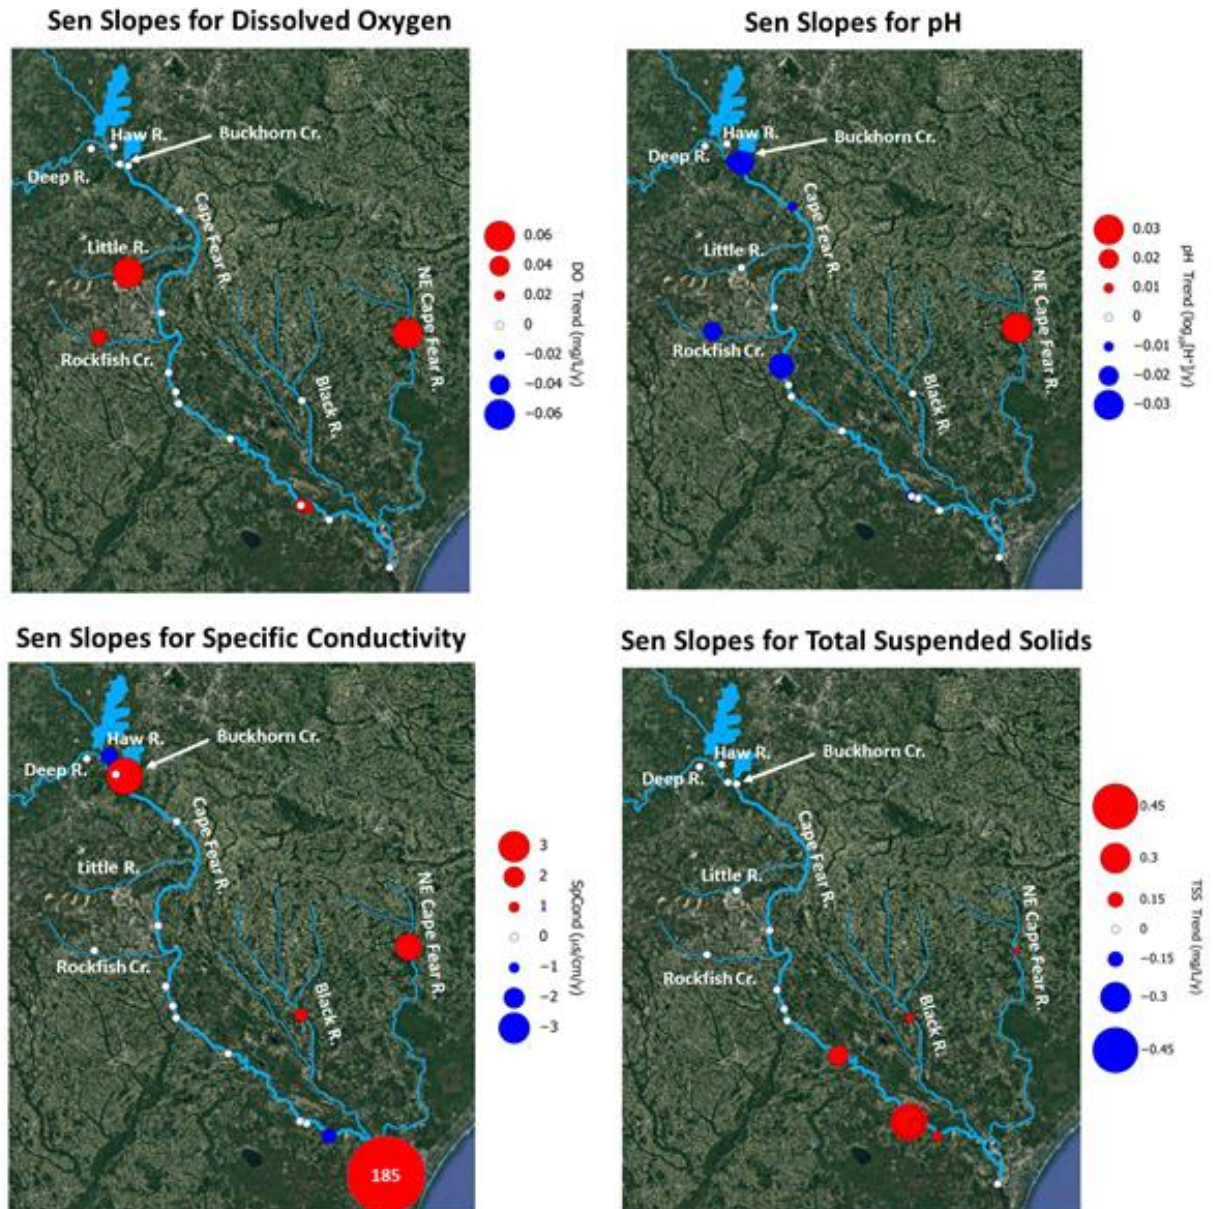 Sen Slopes for Dissolved Oxygen
Haw R.
Buckhorn Cr.
Deep R.
Cape Fear R.
Little R.
NE Cape Fear R.
Rockfish Cr.
Black R.
0.06
0.04
0.02
0
−0.02
−0.04
−0.06
DO Trend (mg/L/y)
Sen Slopes for pH
Haw R.
Buckhorn Cr.
Deep R.
Cape Fear R.
Little R.
NE Cape Fear R.
Rockfish Cr.
Black R.
0.03
0.02
0.01
0
−0.01
−0.02
−0.03
pH Trend (log₁₀[H⁺]/y)
Sen Slopes for Specific Conductivity
Haw R.
Buckhorn Cr.
Deep R.
Cape Fear R.
Little R.
NE Cape Fear R.
Rockfish Cr.
Black R.
185
3
2
1
0
−1
−2
−3
SpCond (µs/cm/y)
Sen Slopes for Total Suspended Solids
Haw R.
Buckhorn Cr.
Deep R.
Cape Fear R.
Little R.
NE Cape Fear R.
Rockfish Cr.
Black R.
0.45
0.3
0.15
0
−0.15
−0.3
−0.45
TSS Trend (mg/L/y)